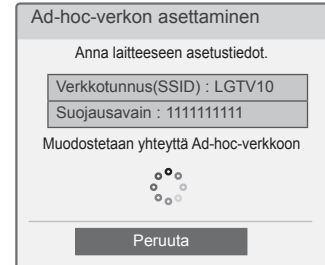 Ad-hoc-verkon asettaminen
Anna laitteeseen asetustiedot.
Verkkotunnus(SSID) : LGTV10
Suojausavain : 1111111111
Muodostetaan yhteyttä Ad-hoc-verkkoon
Peruuta